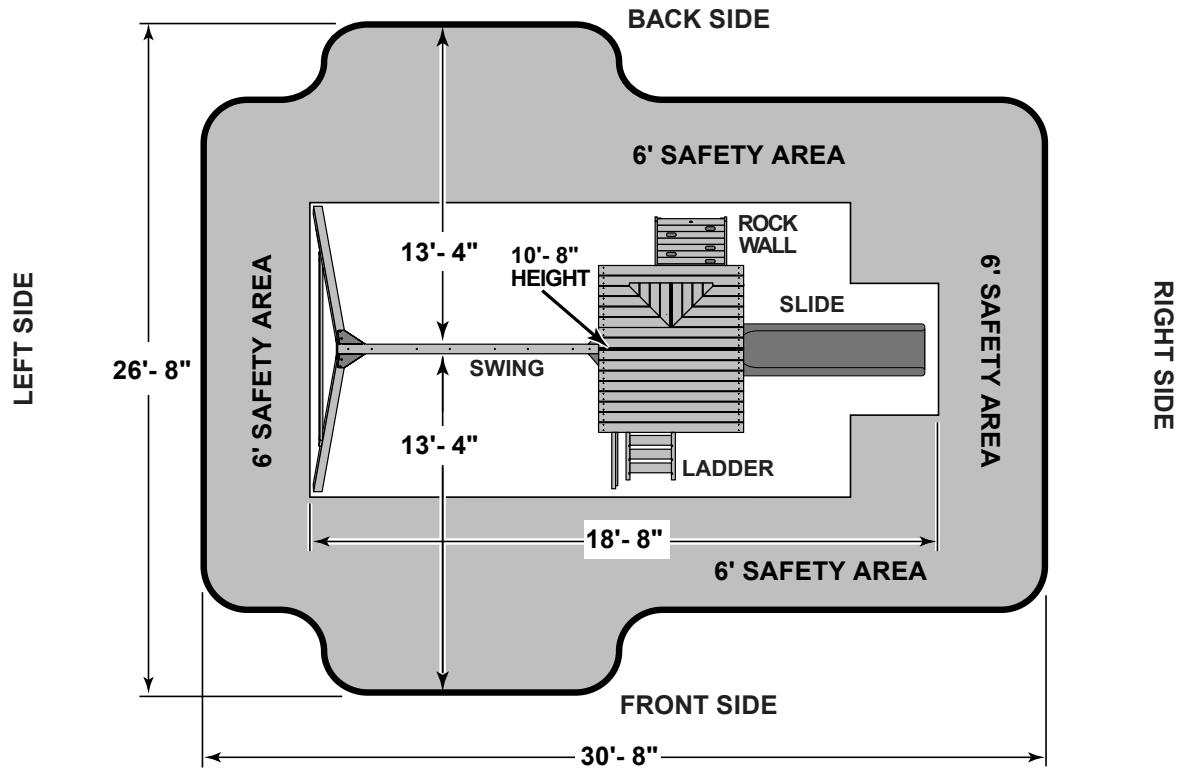 BACK SIDE
6' SAFETY AREA
ROCK
WALL
13'- 4"
10'- 8"
HEIGHT
LEFT SIDE
6' SAFETY AREA
SLIDE
6' SAFETY AREA
RIGHT SIDE
26'- 8"
SWING
13'- 4"
LADDER
18'- 8"
6' SAFETY AREA
FRONT SIDE
30'- 8"